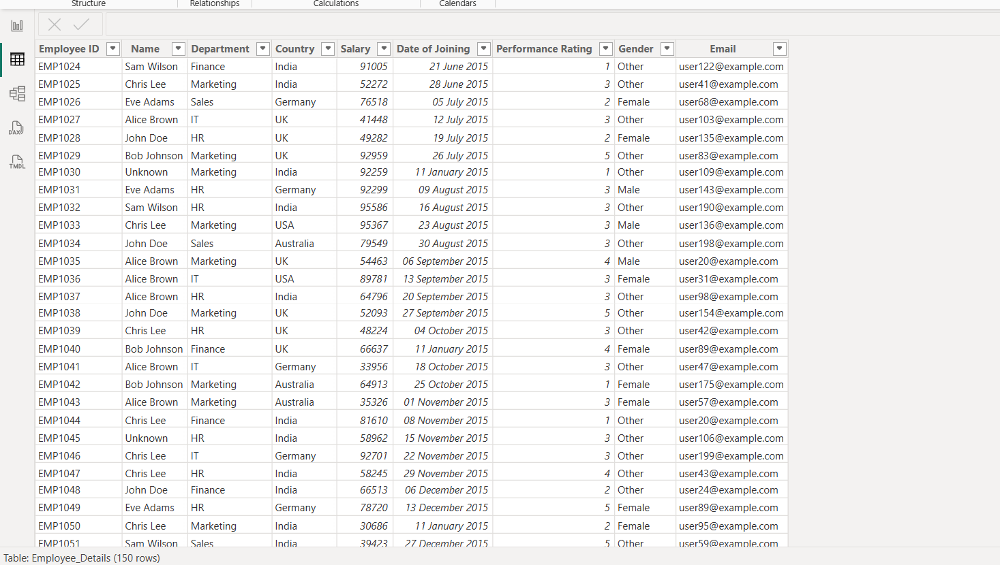 Structure Relationships Calculations Calendars
Employee ID Name Department Country Salary Date of Joining Performance Rating Gender Email
EMP1024 Sam Wilson Finance India 91005 21 June 2015 1 Other user122@example.com
EMP1025 Chris Lee Marketing India 52272 28 June 2015 3 Other user41@example.com
EMP1026 Eve Adams Sales Germany 76518 05 July 2015 2 Female user68@example.com
EMP1027 Alice Brown IT UK 41448 12 July 2015 3 Other user103@example.com
DAX
EMP1028 John Doe HR UK 49282 19 July 2015 2 Female user135@example.com
EMP1029 Bob Johnson Marketing UK 92959 26 July 2015 5 Other user83@example.com
TMDL
EMP1030 Unknown Marketing India 92259 11 January 2015 1 Other user109@example.com
EMP1031 Eve Adams HR Germany 92299 09 August 2015 3 Male user143@example.com
EMP1032 Sam Wilson HR India 95586 16 August 2015 3 Other user190@example.com
EMP1033 Chris Lee Marketing USA 95367 23 August 2015 3 Male user136@example.com
EMP1034 John Doe Sales Australia 79549 30 August 2015 3 Other user198@example.com
EMP1035 Alice Brown Marketing UK 54463 06 September 2015 4 Male user20@example.com
EMP1036 Alice Brown IT USA 89781 13 September 2015 3 Female user31@example.com
EMP1037 Alice Brown HR India 64796 20 September 2015 3 Other user98@example.com
EMP1038 John Doe Marketing UK 52093 27 September 2015 5 Other user154@example.com
EMP1039 Chris Lee HR UK 48224 04 October 2015 3 Other user42@example.com
EMP1040 Bob Johnson Finance UK 66637 11 January 2015 4 Female user89@example.com
EMP1041 Alice Brown IT Germany 33956 18 October 2015 3 Other user47@example.com
EMP1042 Bob Johnson Marketing Australia 64913 25 October 2015 1 Female user175@example.com
EMP1043 Alice Brown Marketing Australia 35326 01 November 2015 3 Female user57@example.com
EMP1044 Chris Lee Finance India 81610 08 November 2015 1 Other user20@example.com
EMP1045 Unknown HR India 58962 15 November 2015 3 Other user106@example.com
EMP1046 Chris Lee IT Germany 92701 22 November 2015 3 Other user199@example.com
EMP1047 Chris Lee HR India 58245 29 November 2015 4 Other user43@example.com
EMP1048 John Doe Finance India 66513 06 December 2015 2 Other user24@example.com
EMP1049 Eve Adams HR Germany 78720 13 December 2015 5 Female user89@example.com
EMP1050 Chris Lee Marketing India 30686 11 January 2015 2 Female user95@example.com
EMP1051 Sam Wilson Sales India 39423 27 December 2015 5 Other user59@example.com
Table: Employee_Details (150 rows)